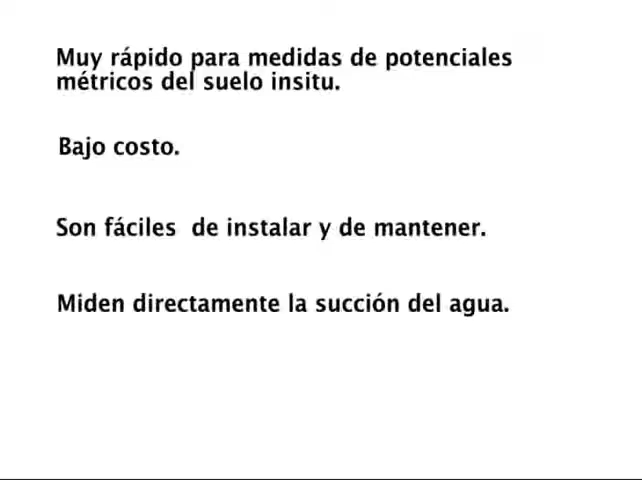 Muy rápido para medidas de potenciales
métricos del suelo insitu.
Bajo costo.
Son fáciles de instalar y de mantener.
Miden directamente la succión del agua.